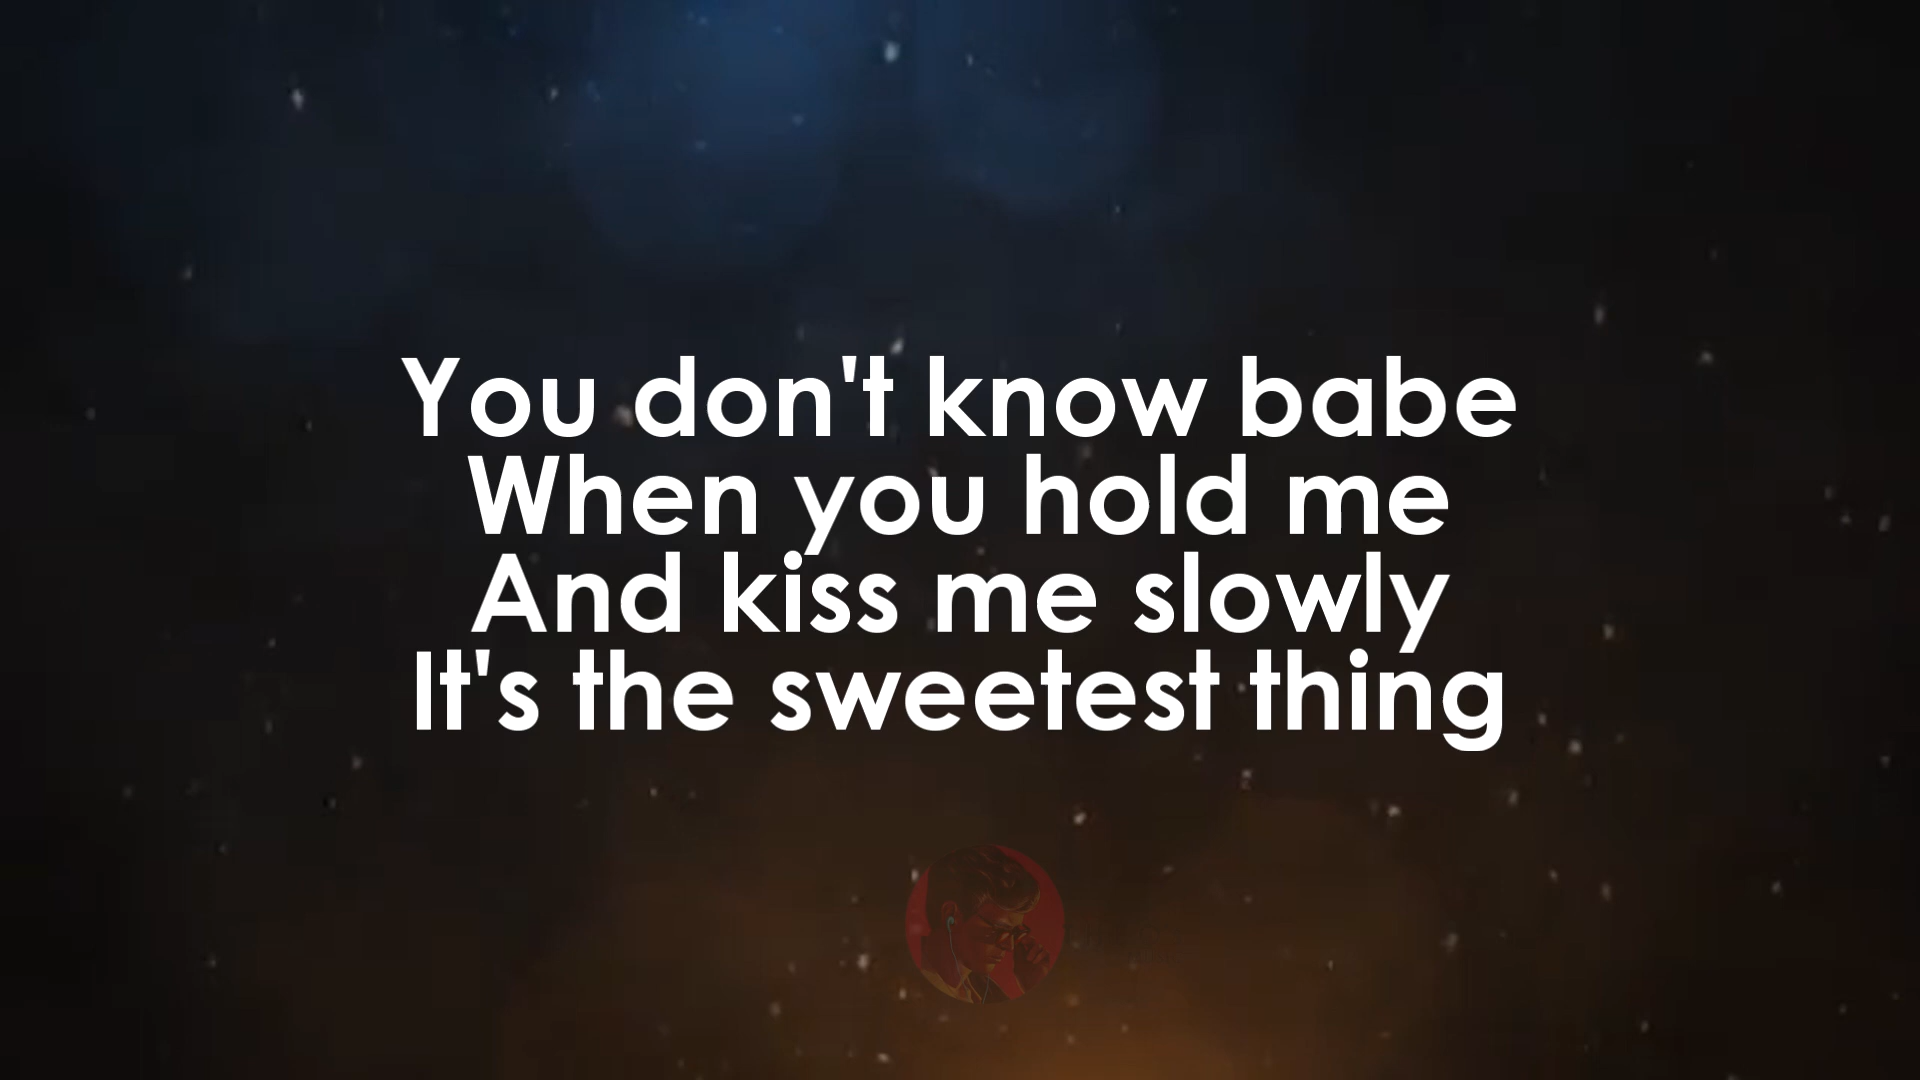 You don't know babe
When you hold me
And kiss me slowly
It's the sweetest thing